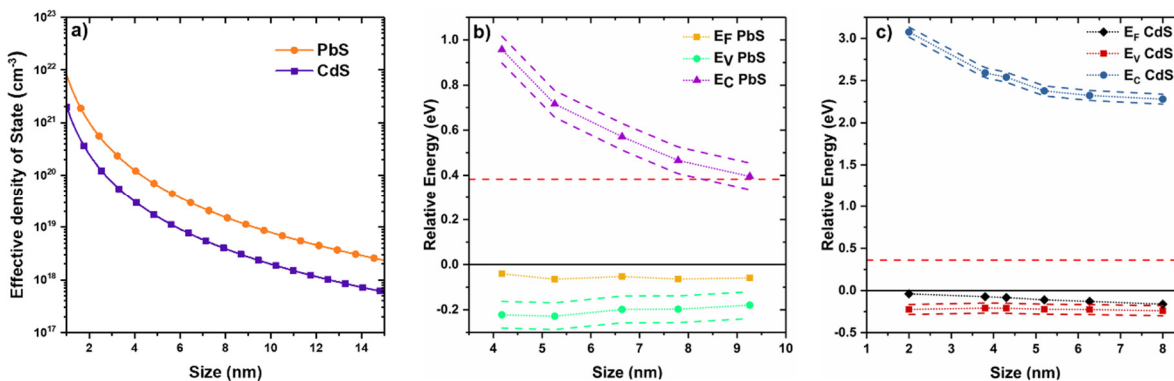 a)
PbS
CdS
Effective density of State (cm⁻³)
10²³
10²²
10²¹
10²⁰
10¹⁹
10¹⁸
10¹⁷
2 4 6 8 10 12 14
Size (nm)
b)
E_F PbS
E_V PbS
E_C PbS
Relative Energy (eV)
1.0
0.8
0.6
0.4
0.2
0.0
-0.2
4 5 6 7 8 9 10
Size (nm)
c)
E_F CdS
E_V CdS
E_C CdS
Relative Energy (eV)
3.0
2.5
2.0
1.5
1.0
0.5
0.0
-0.5
1 2 3 4 5 6 7 8
Size (nm)